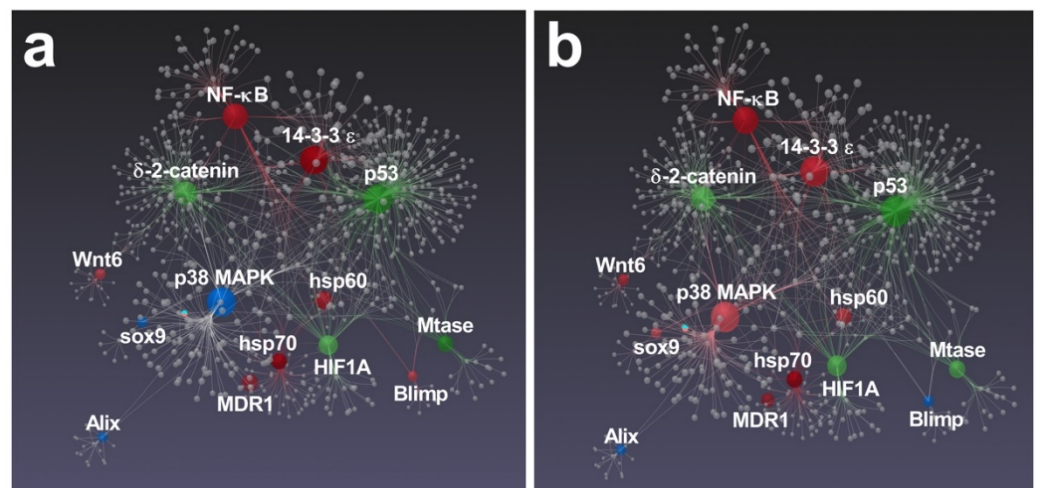 a
NF-κB
14-3-3 ε
δ-2-catenin
p53
Wnt6
p38 MAPK
hsp60
sox9
hsp70
Mtase
HIF1A
MDR1
Blimp
Alix
b
NF-κB
14-3-3 ε
δ-2-catenin
p53
Wnt6
p38 MAPK
hsp60
sox9
hsp70
Mtase
HIF1A
MDR1
Blimp
Alix